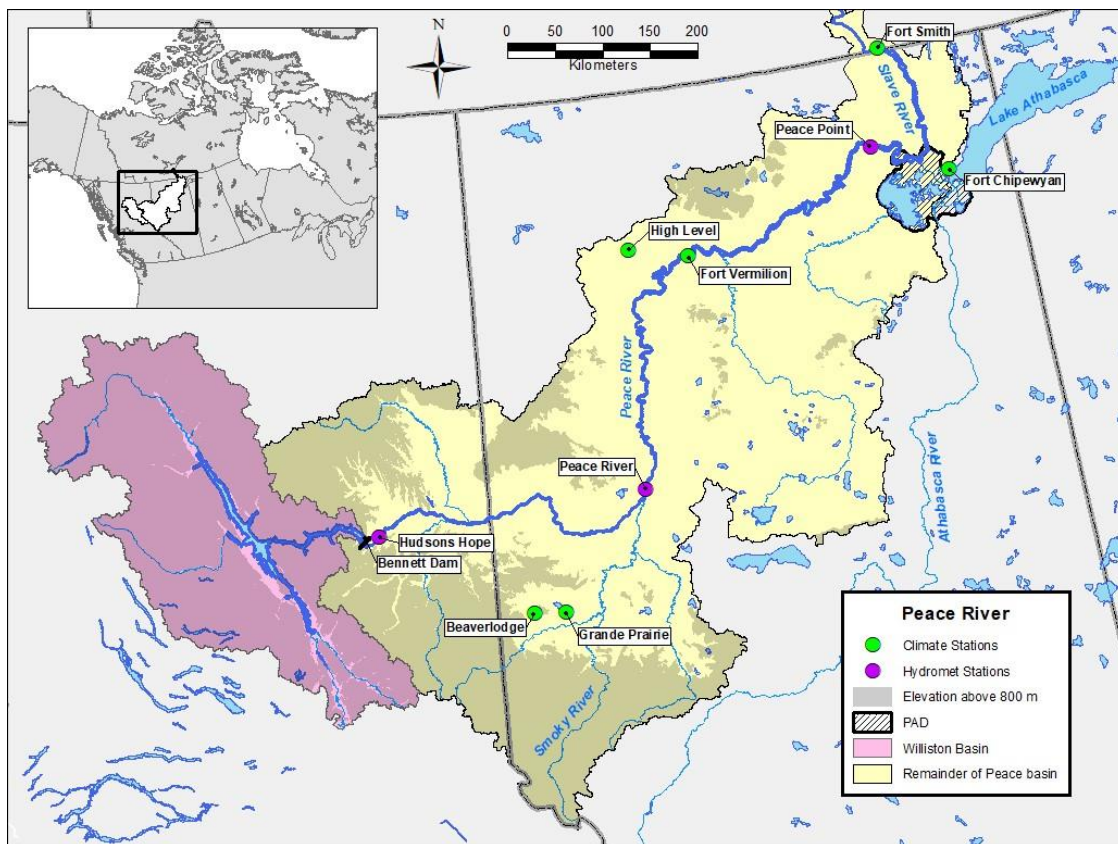 N
0 50 100 150 200
Kilometers
Fort Smith
Slave River
Lake Athabasca
Peace Point
Fort Chipewyan
High Level
Fort Vermilion
Peace River
Peace River
Athabasca River
Hudsons Hope
Bennett Dam
Beaverlodge
Grande Prairie
Smoky River
Peace River
Climate Stations
Hydromet Stations
Elevation above 800 m
PAD
Williston Basin
Remainder of Peace basin